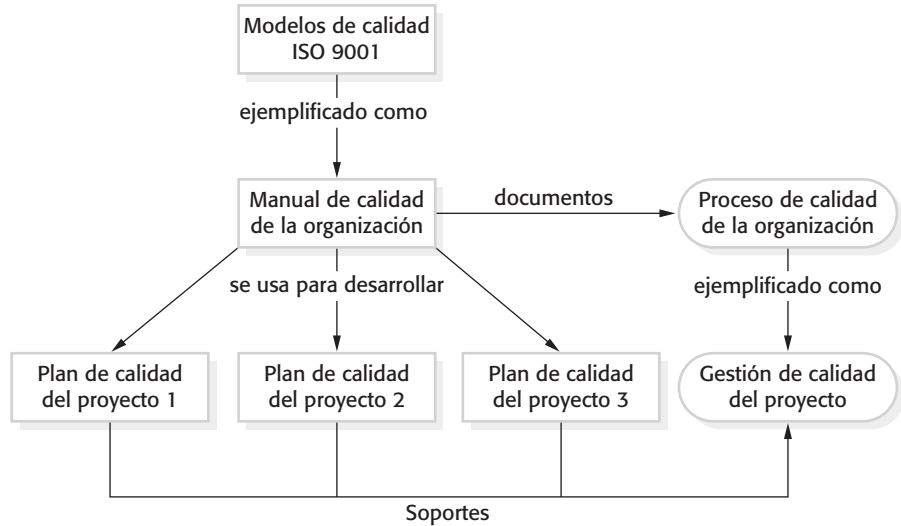 Modelos de calidad
ISO 9001
ejemplificado como
Manual de calidad
de la organización
documentos
Proceso de calidad
de la organización
se usa para desarrollar
ejemplificado como
Plan de calidad
del proyecto 1
Plan de calidad
del proyecto 2
Plan de calidad
del proyecto 3
Gestión de calidad
del proyecto
Soportes